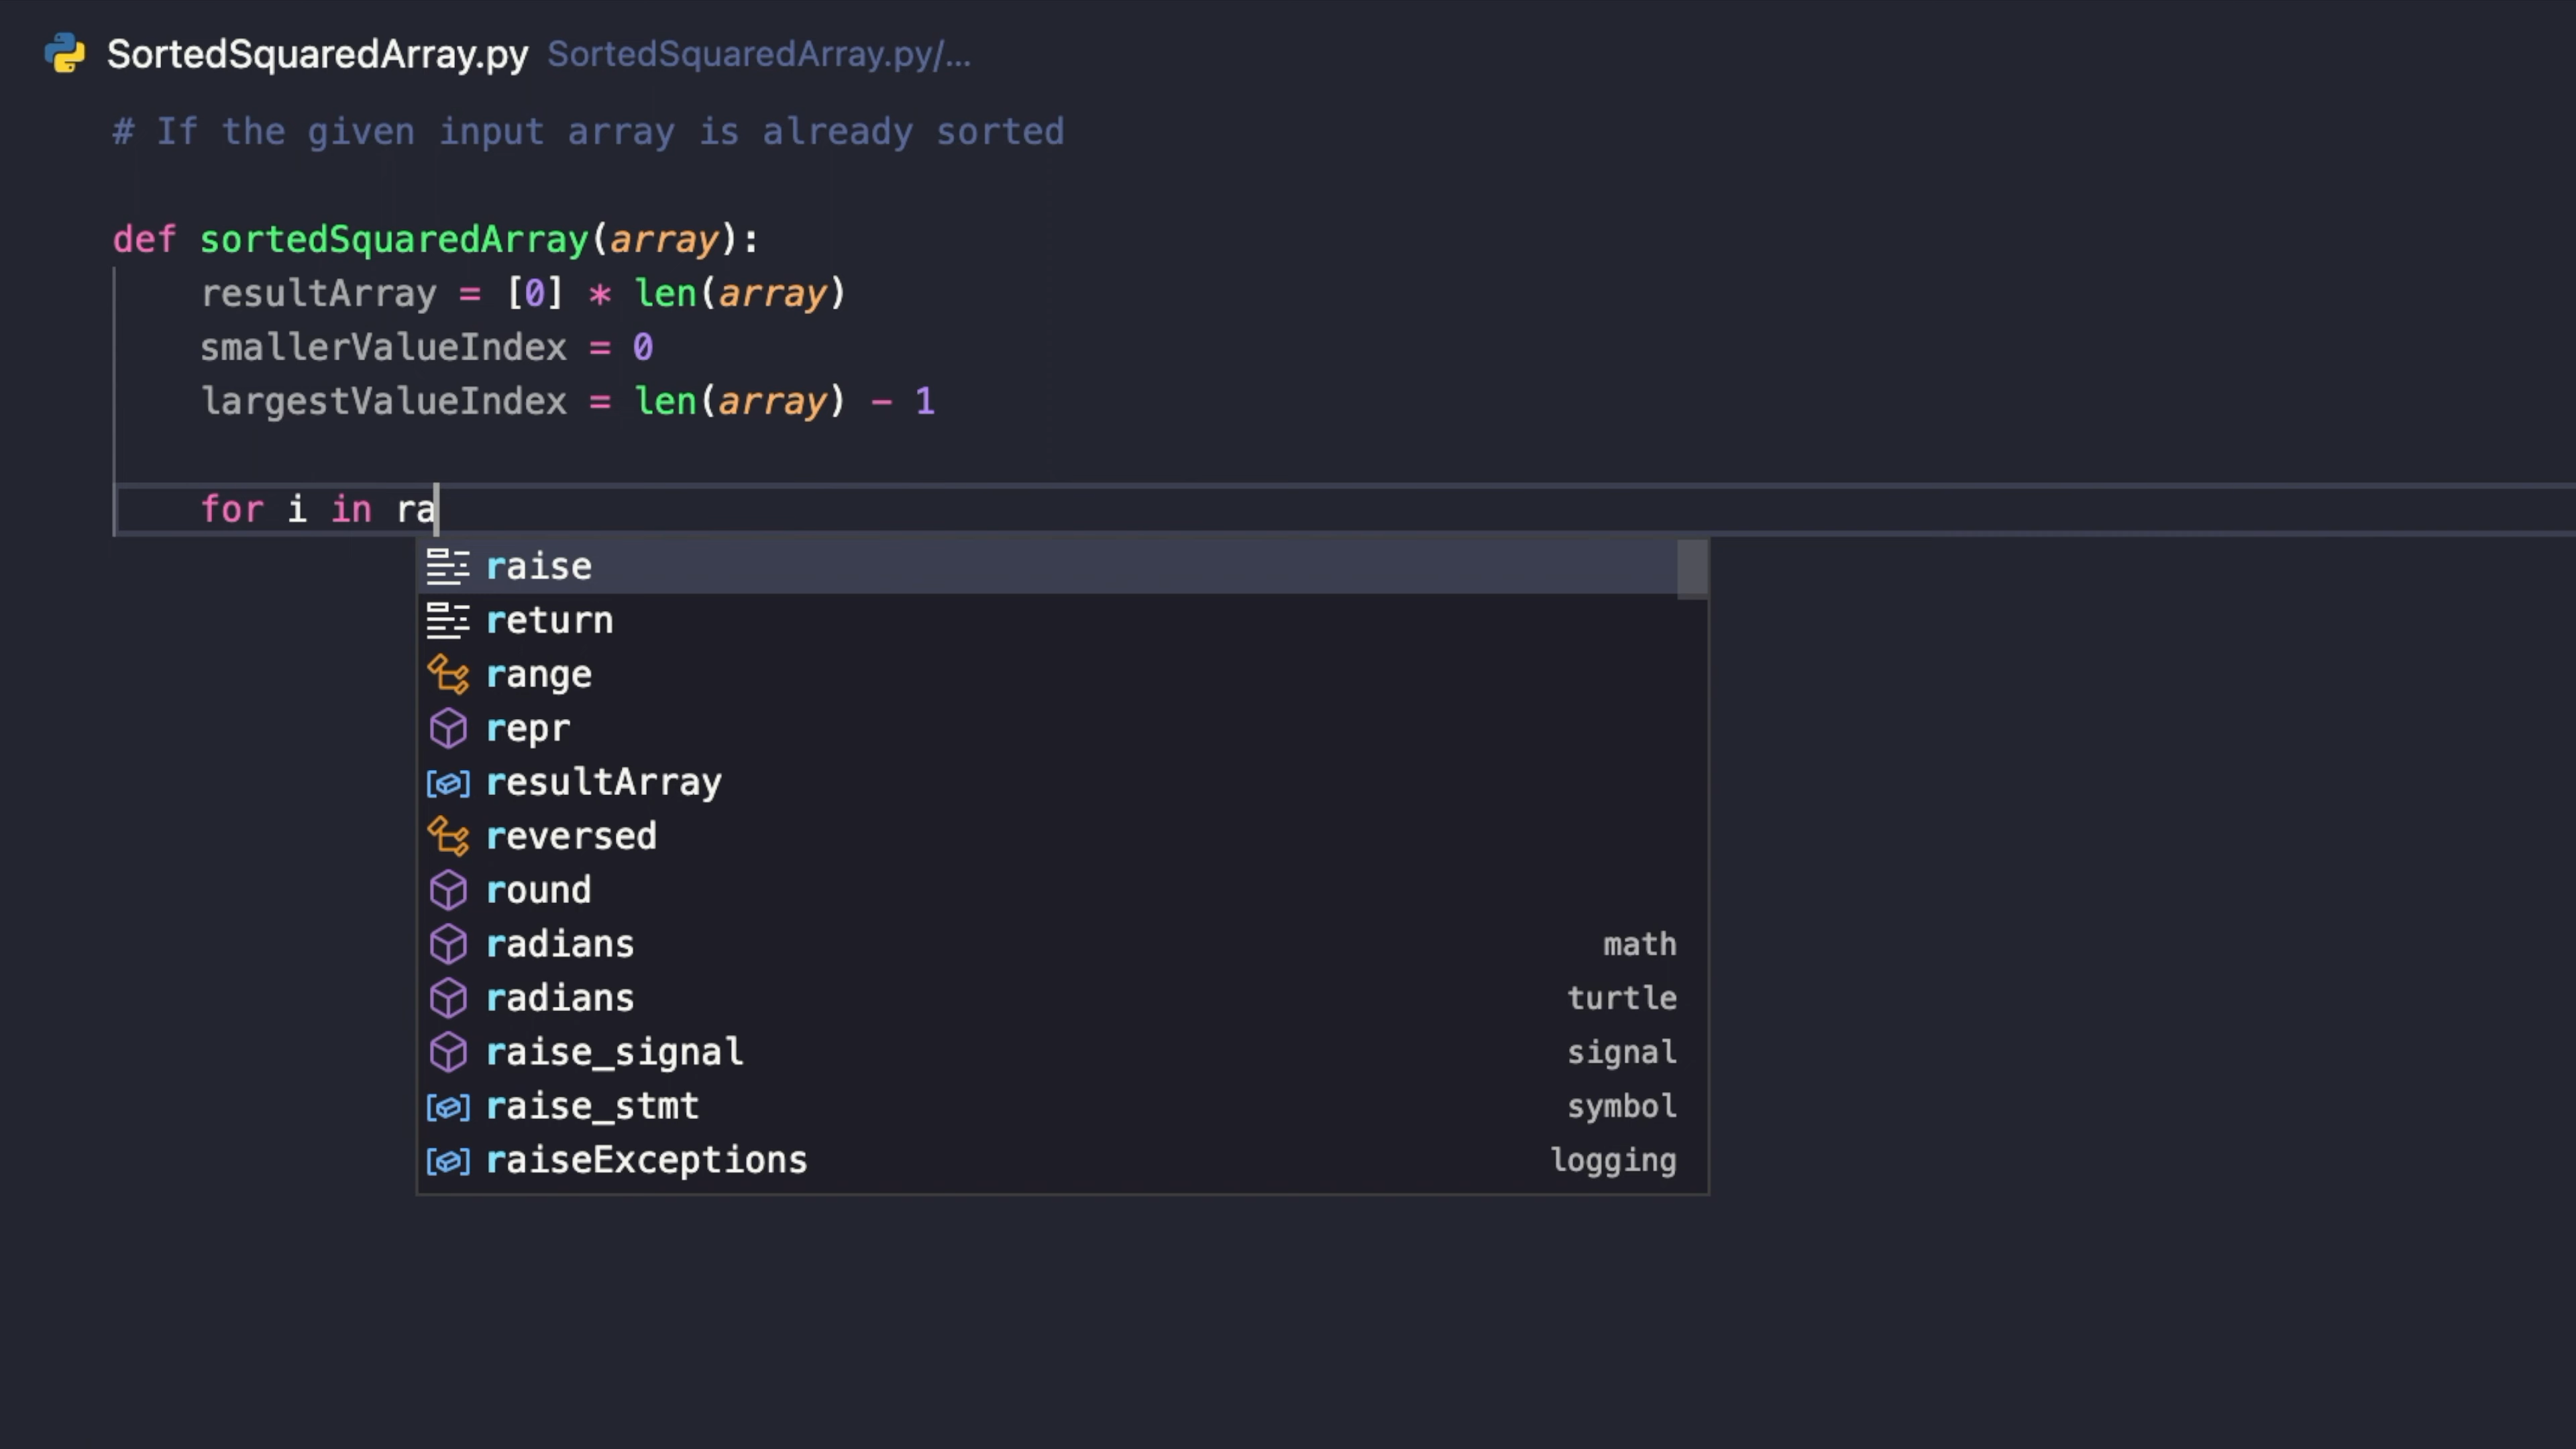 SortedSquaredArray.py SortedSquaredArray.py/...
# If the given input array is already sorted
def sortedSquaredArray(array):
resultArray = [0] * len(array)
smallerValueIndex = 0
largestValueIndex = len(array) - 1
for i in ra
raise
return
range
repr
resultArray
reversed
round
radians math
radians turtle
raise_signal signal
raise_stmt symbol
raiseExceptions logging